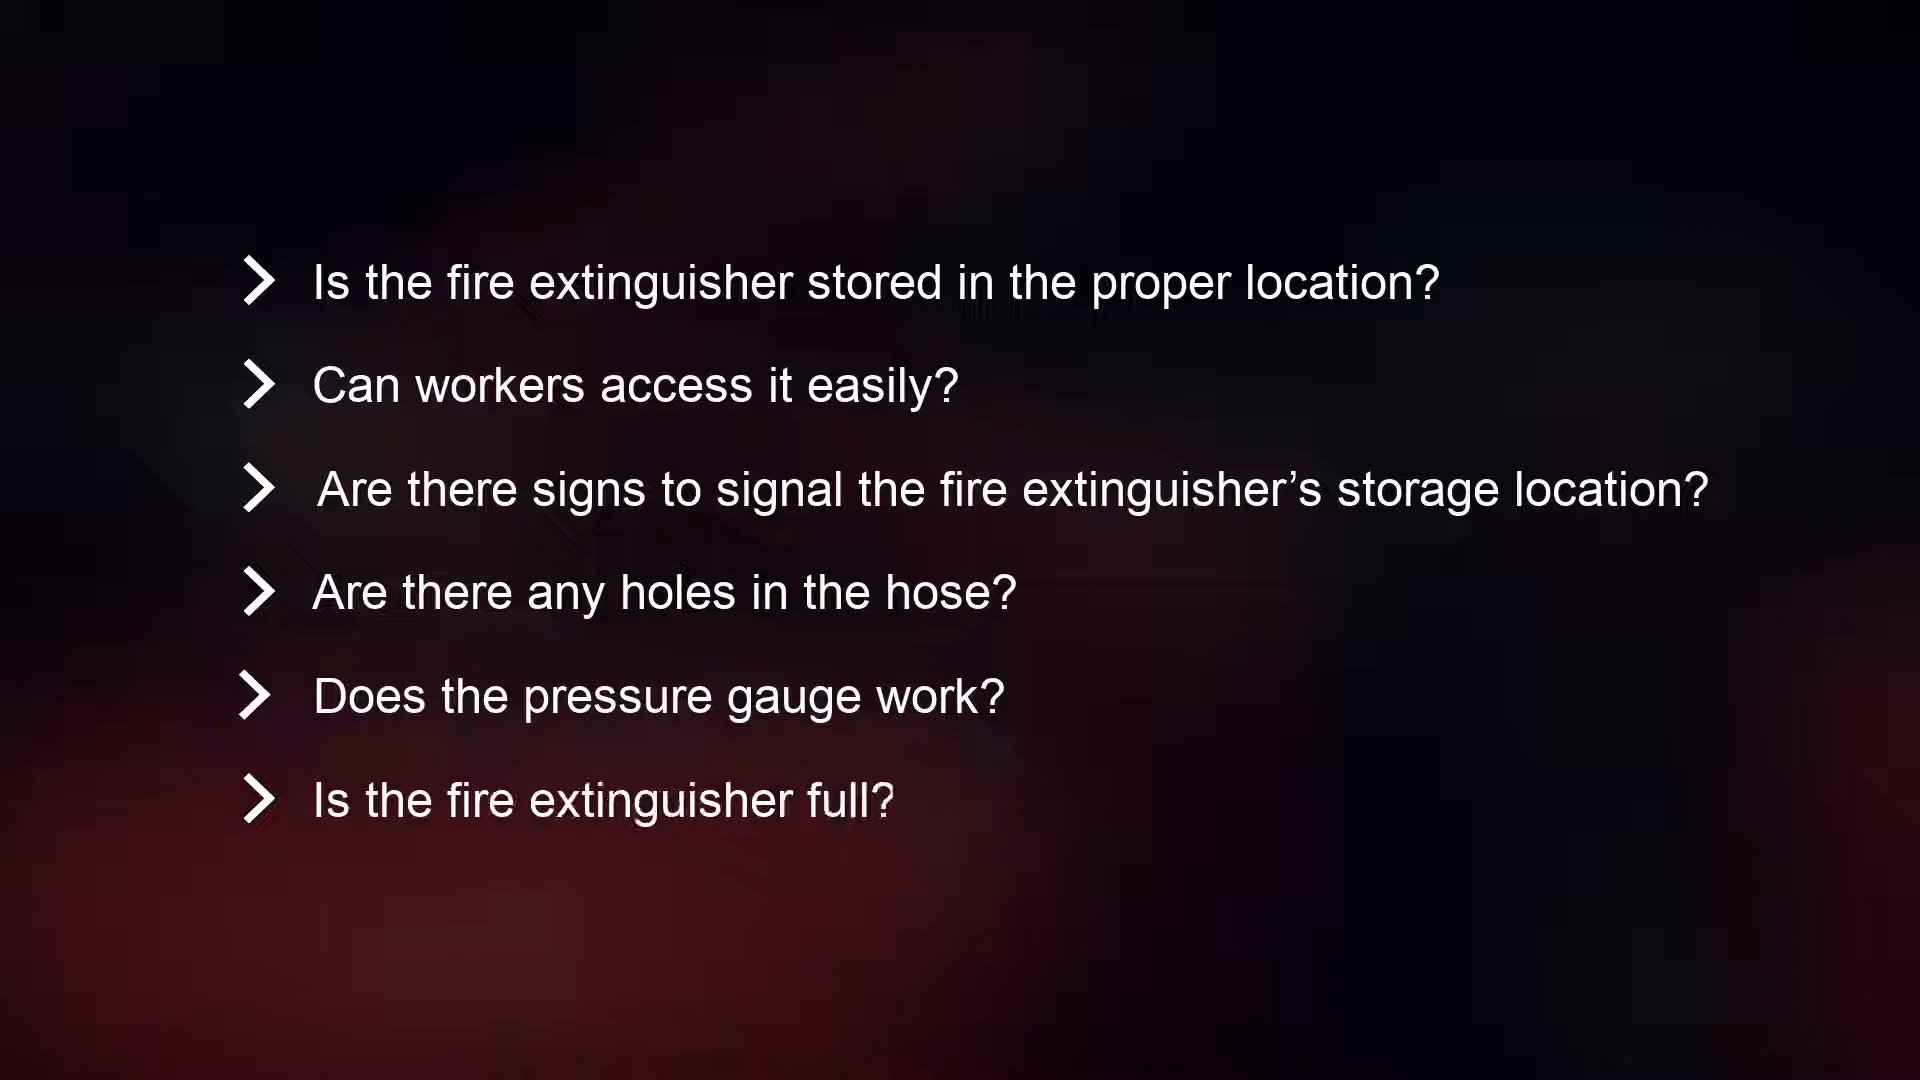 Is the fire extinguisher stored in the proper location?
Can workers access it easily?
Are there signs to signal the fire extinguisher’s storage location?
Are there any holes in the hose?
Does the pressure gauge work?
Is the fire extinguisher full?